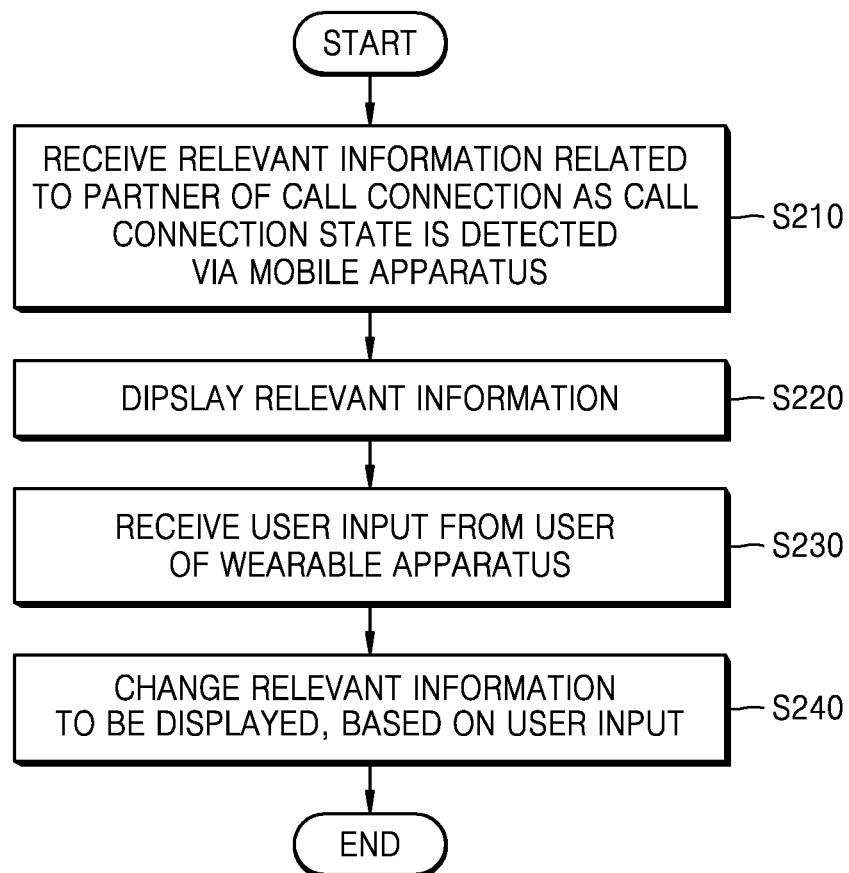 START
RECEIVE RELEVANT INFORMATION RELATED
TO PARTNER OF CALL CONNECTION AS CALL
CONNECTION STATE IS DETECTED
VIA MOBILE APPARATUS
S210
DIPSLAY RELEVANT INFORMATION
S220
RECEIVE USER INPUT FROM USER
OF WEARABLE APPARATUS
S230
CHANGE RELEVANT INFORMATION
TO BE DISPLAYED, BASED ON USER INPUT
S240
END